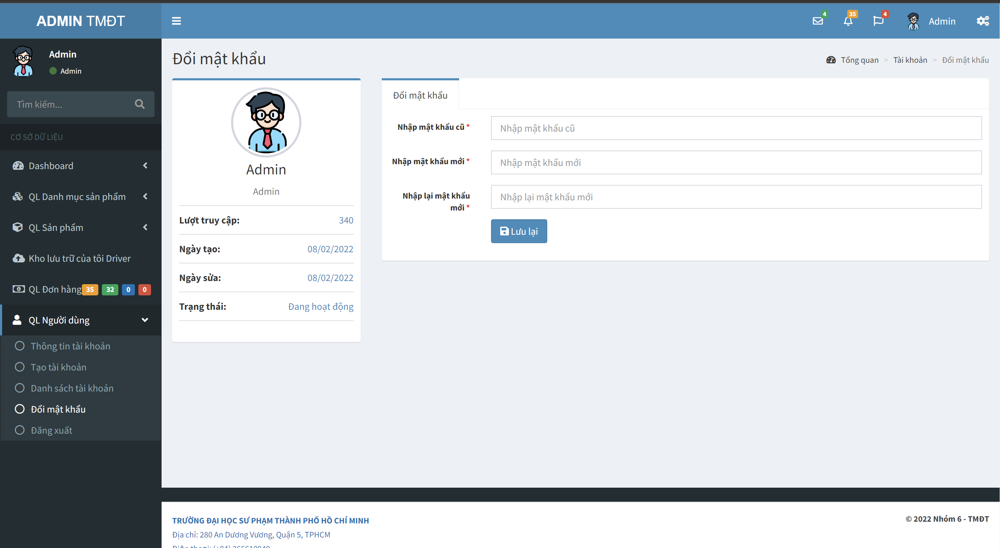 ADMIN TMĐT
4
35
4
Admin
Admin
Admin
Tìm kiếm...
CƠ SỞ DỮ LIỆU
Dashboard
QL Danh mục sản phẩm
QL Sản phẩm
Kho lưu trữ của tôi Driver
QL Đơn hàng 35 32 0 0
QL Người dùng
Thông tin tài khoản
Tạo tài khoản
Danh sách tài khoản
Đổi mật khẩu
Đăng xuất
Đổi mật khẩu
Tổng quan > Tài khoản > Đổi mật khẩu
Admin
Admin
Lượt truy cập: 340
Ngày tạo: 08/02/2022
Ngày sửa: 08/02/2022
Trạng thái: Đang hoạt động
Đổi mật khẩu
Nhập mật khẩu cũ * Nhập mật khẩu cũ
Nhập mật khẩu mới * Nhập mật khẩu mới
Nhập lại mật khẩu
mới *
Nhập lại mật khẩu mới
Lưu lại
TRƯỜNG ĐẠI HỌC SƯ PHẠM THÀNH PHỐ HỒ CHÍ MINH
Địa chỉ: 280 An Dương Vương, Quận 5, TPHCM
© 2022 Nhóm 6 - TMĐT